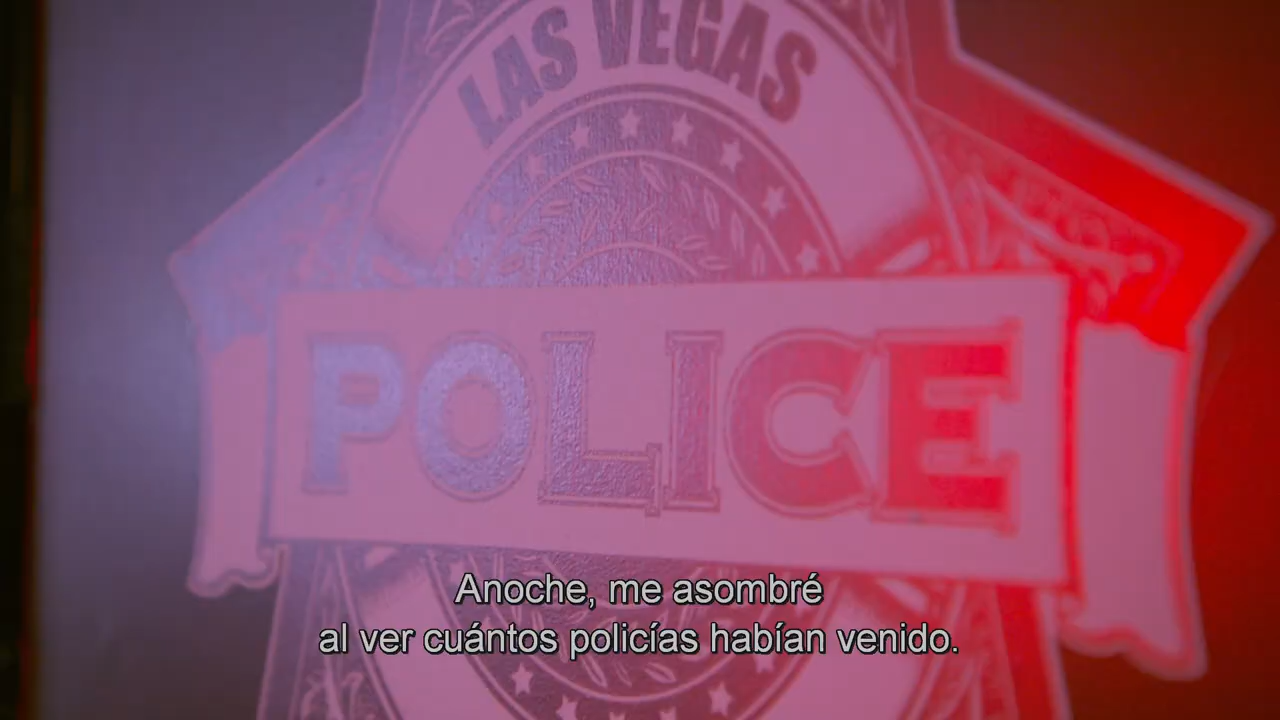 LAS VEGAS
POLICE
Anoche, me asombré
al ver cuántos policías habían venido.